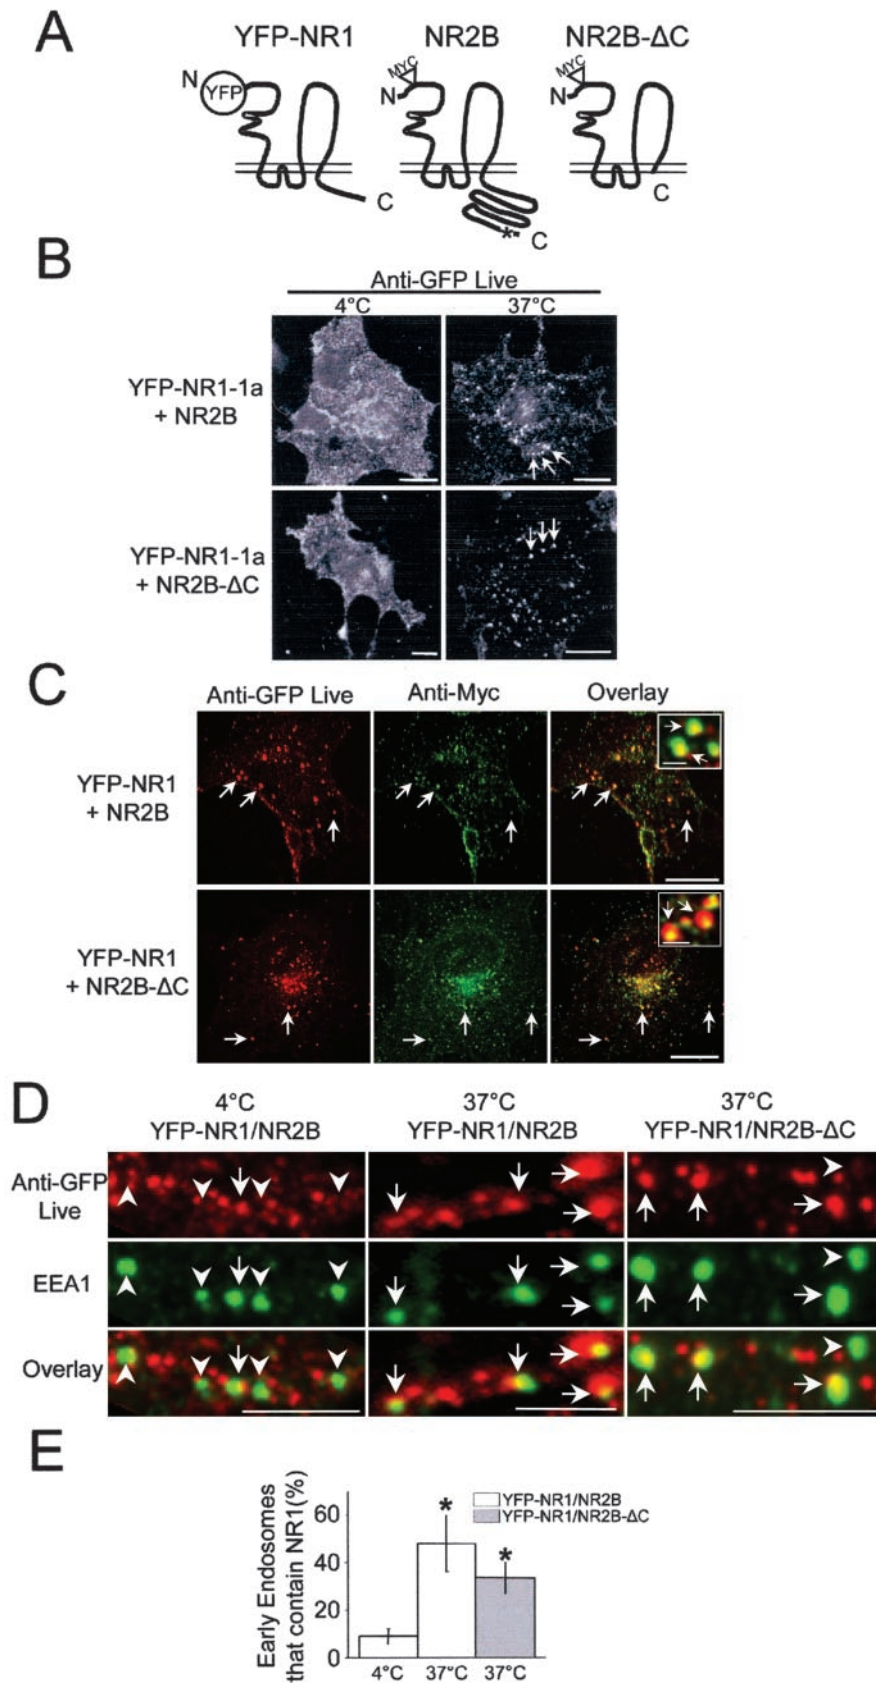 A
YFP-NR1 NR2B NR2B-ΔC
N YFP C
MYC N * C
MYC N C
B
Anti-GFP Live
4°C 37°C
YFP-NR1-1a
+ NR2B
YFP-NR1-1a
+ NR2B-ΔC
C
Anti-GFP Live Anti-Myc Overlay
YFP-NR1
+ NR2B
YFP-NR1
+ NR2B-ΔC
D
4°C 37°C 37°C
YFP-NR1/NR2B YFP-NR1/NR2B YFP-NR1/NR2B-ΔC
Anti-GFP
Live
EEA1
Overlay
E
Early Endosomes
that contain NR1(%)
60
40
20
0
* *
YFP-NR1/NR2B
YFP-NR1/NR2B-ΔC
4°C 37°C 37°C